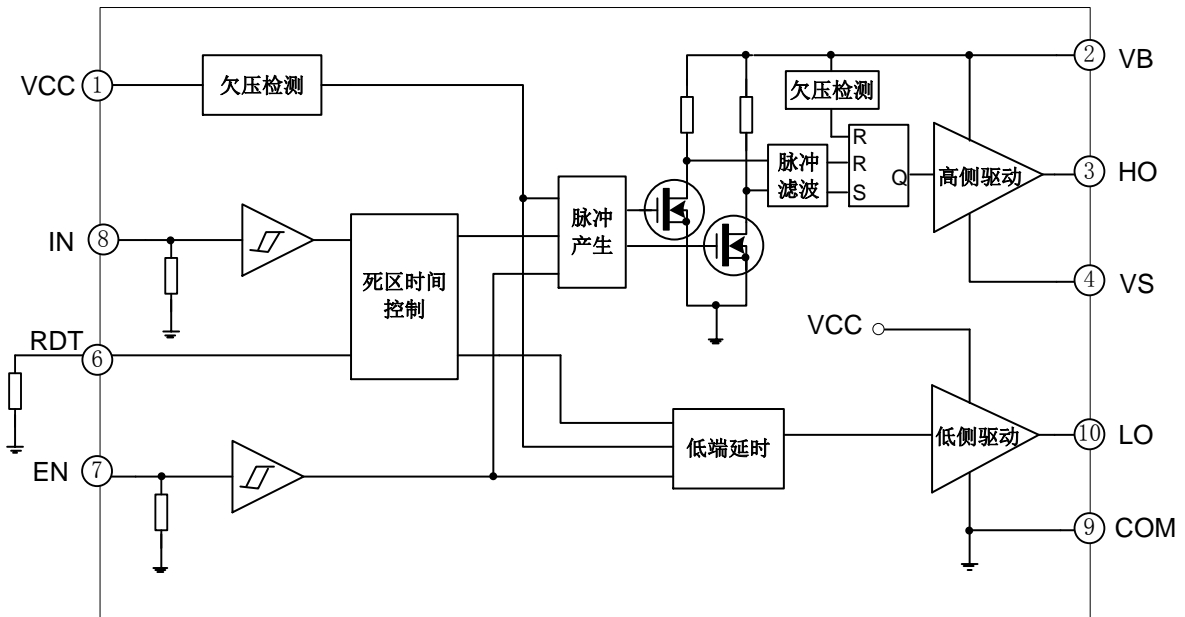 VCC
①
欠压检测
②
VB
欠压检测
R
R
S
Q
脉冲
滤波
高侧驱动
③
HO
IN
⑧
死区时间
控制
脉冲
产生
④
VS
RDT
⑥
VCC
EN
⑦
低端延时
低侧驱动
⑩
LO
⑨
COM